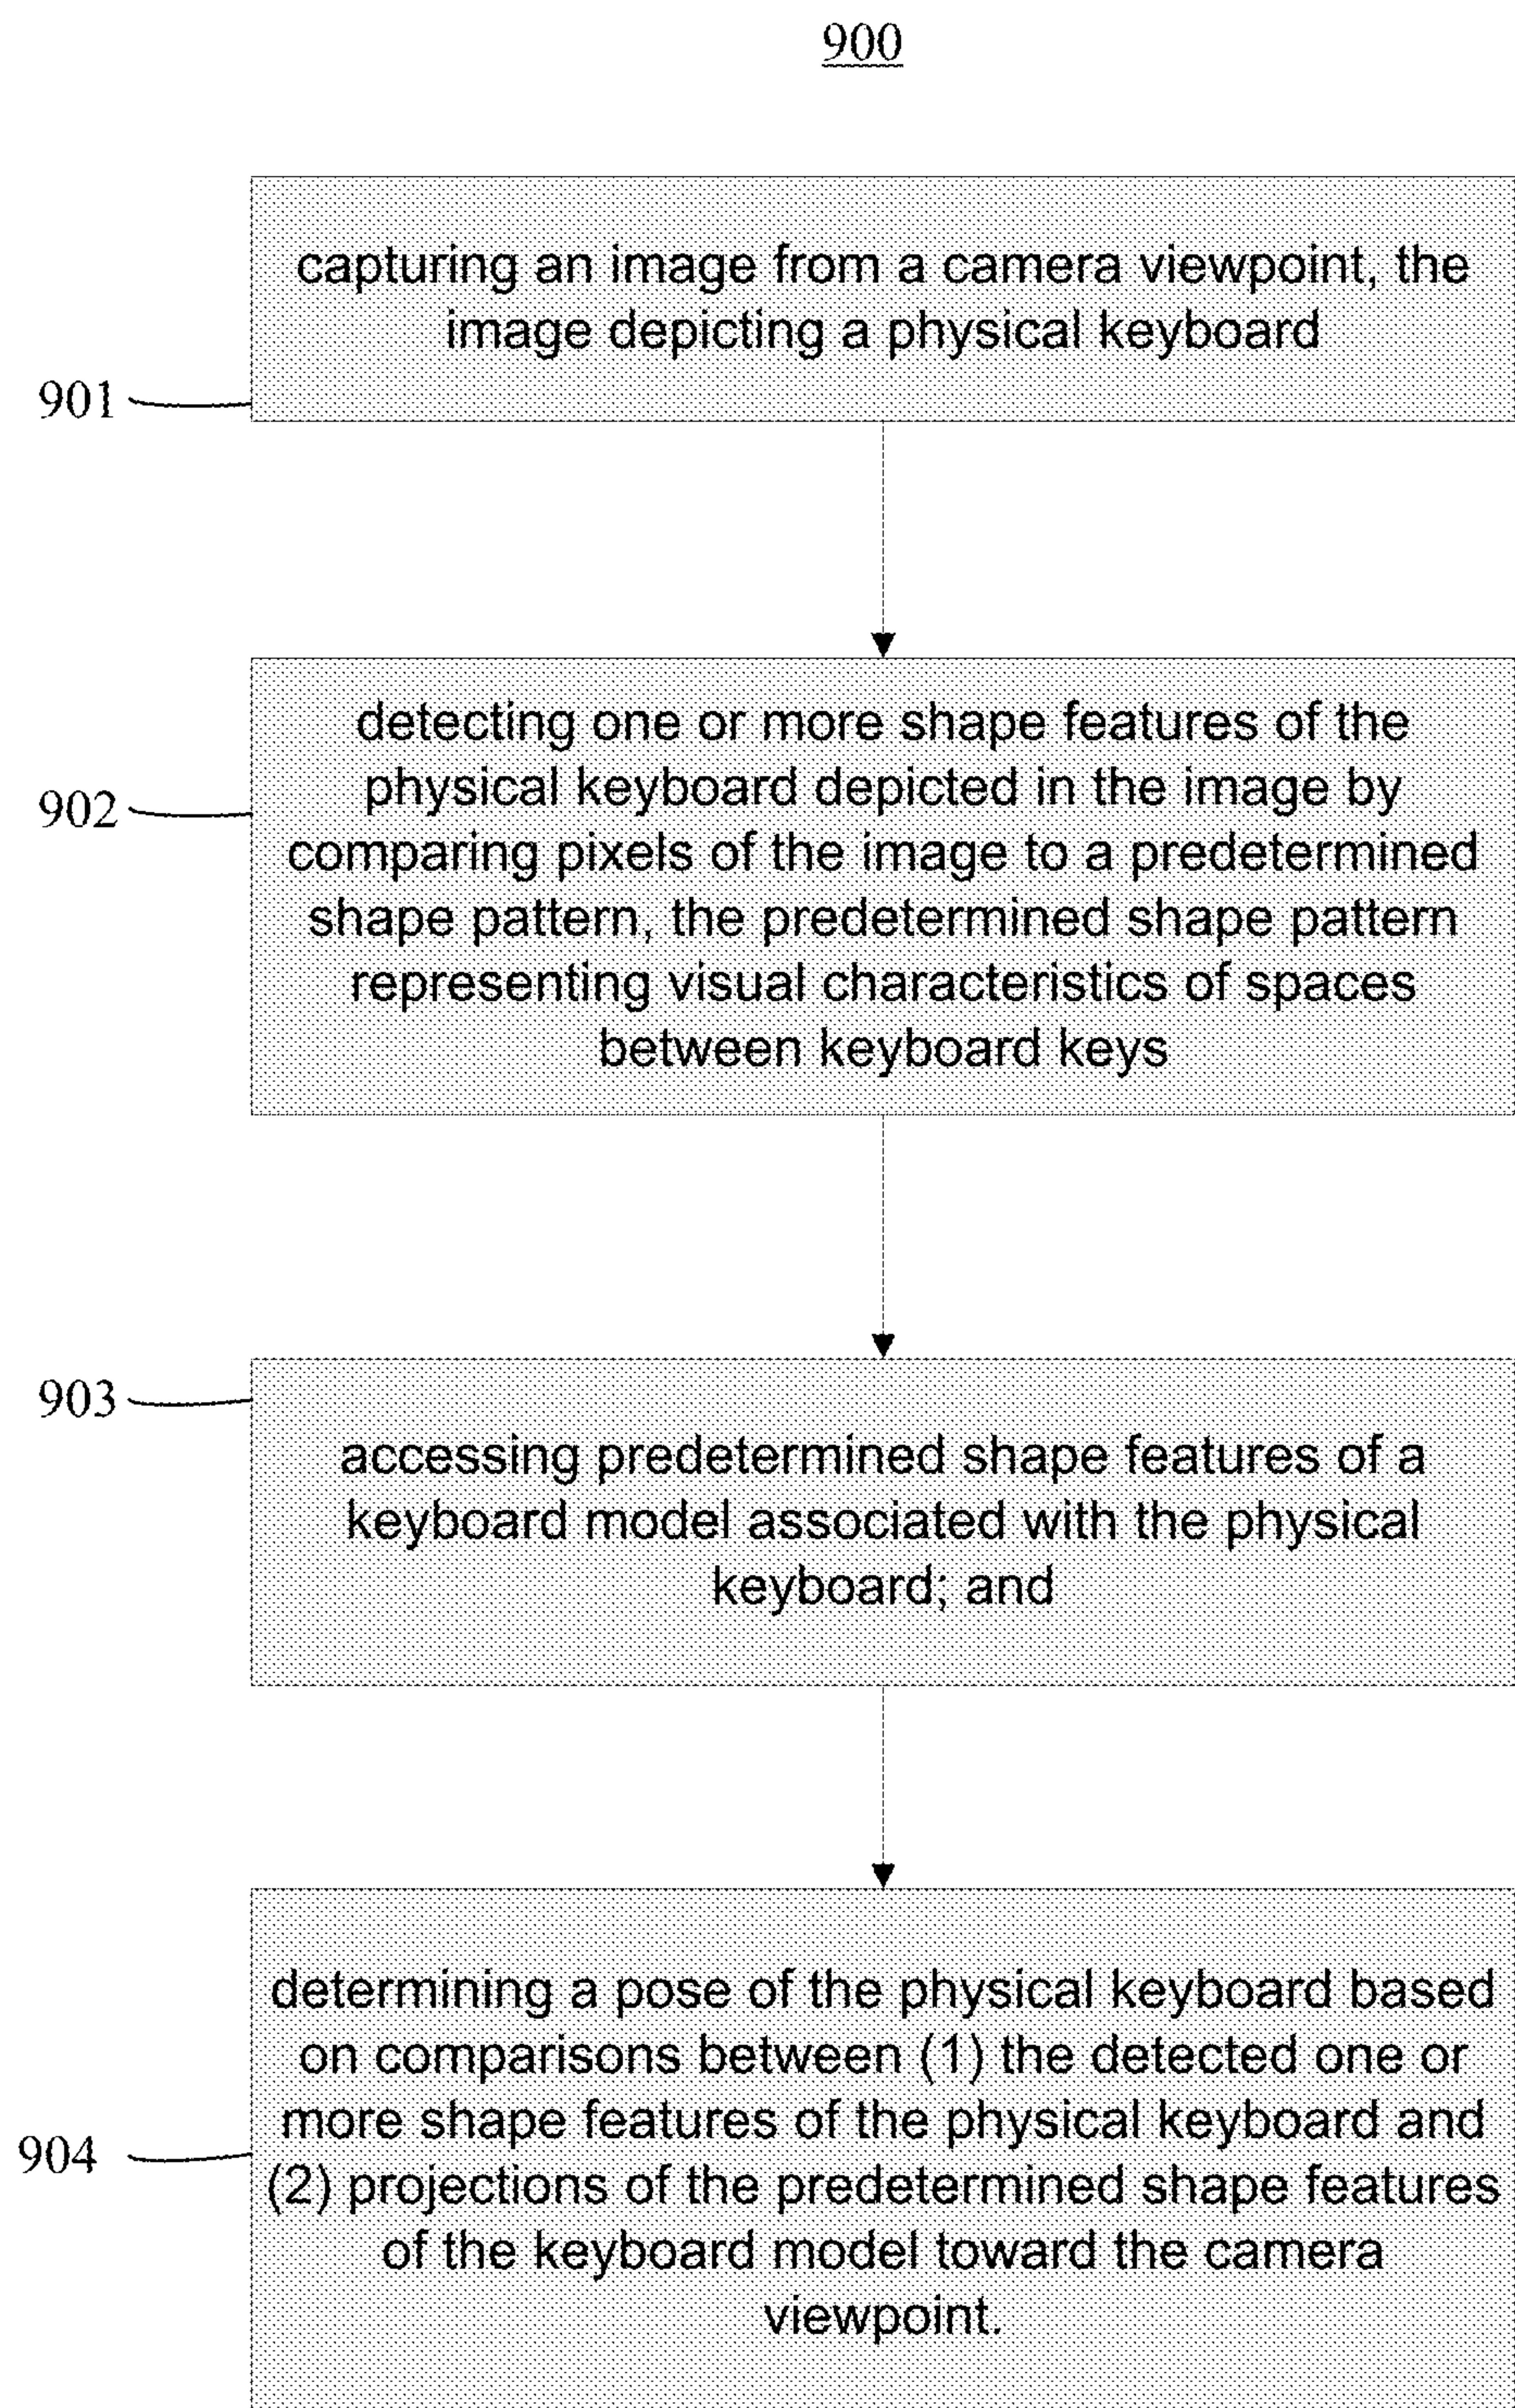 900
capturing an image from a camera viewpoint, the
image depicting a physical keyboard
901
detecting one or more shape features of the
physical keyboard depicted in the image by
902
comparing pixels of the image to a predetermined
shape pattern, the predetermined shape pattern
representing visual characteristics of spaces
between keyboard keys
903
accessing predetermined shape features of a
keyboard model associated with the physical
keyboard; and
determining a pose of the physical keyboard based
on comparisons between (1) the detected one or
more shape features of the physical keyboard and
904
(2) projections of the predetermined shape features
of the keyboard model toward the camera
viewpoint.